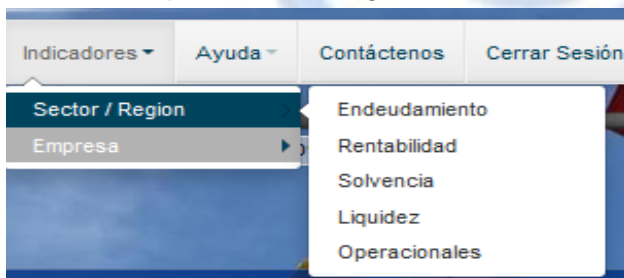 Indicadores Ayuda Contáctenos Cerrar Sesión
Sector / Region
Empresa
Endeudamiento
Rentabilidad
Solvencia
Liquidez
Operacionales